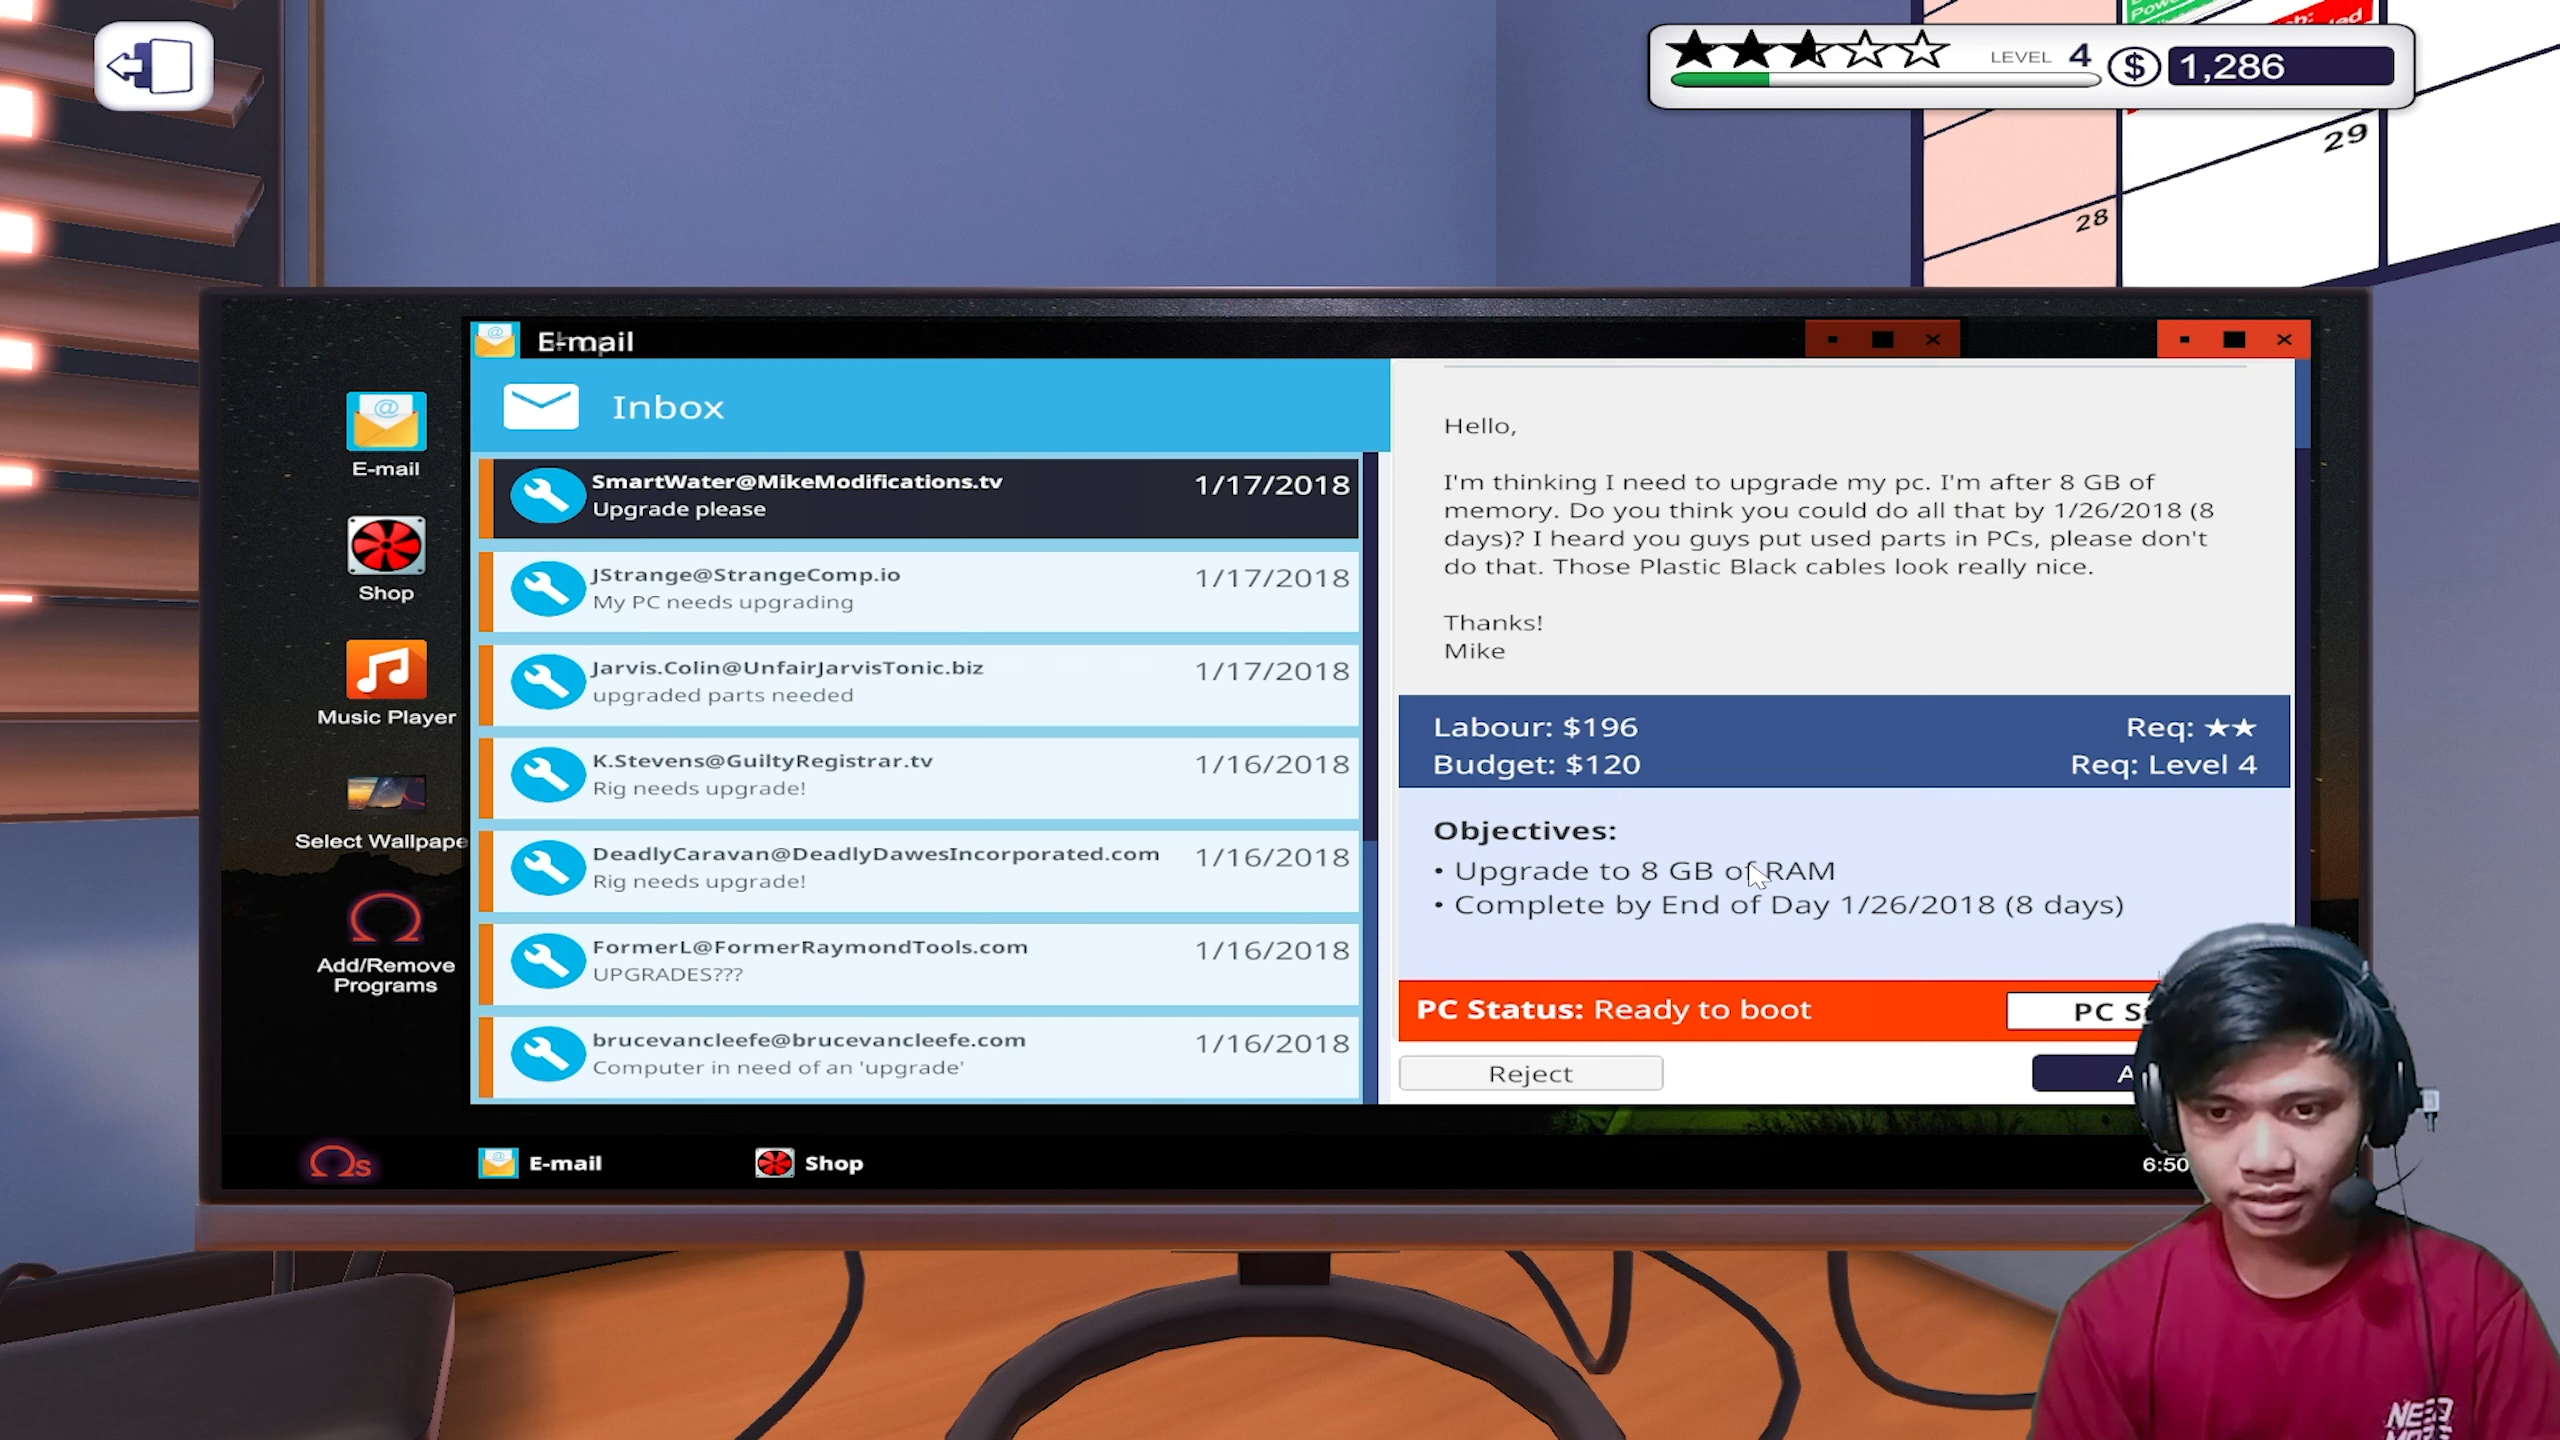 LEVEL 4
1,286
29
28
E-mail
Inbox
SmartWater@MikeModifications.tv
1/17/2018
Upgrade please
JStrange@StrangeComp.io
1/17/2018
My PC needs upgrading
Jarvis.Colin@UnfairJarvisTonic.biz
1/17/2018
upgraded parts needed
K.Stevens@GuiltyRegistrar.tv
1/16/2018
Rig needs upgrade!
DeadlyCaravan@DeadlyDawesIncorporated.com
1/16/2018
Rig needs upgrade!
FormerL@FormerRaymondTools.com
1/16/2018
UPGRADES???
brucevancleefe@brucevancleefe.com
1/16/2018
Computer in need of an 'upgrade'
Hello,
I'm thinking I need to upgrade my pc. I'm after 8 GB of
memory. Do you think you could do all that by 1/26/2018 (8
days)? I heard you guys put used parts in PCs, please don't
do that. Those Plastic Black cables look really nice.
Thanks!
Mike
Labour: $196
Req: ★★
Budget: $120
Req: Level 4
Objectives:
• Upgrade to 8 GB of RAM
• Complete by End of Day 1/26/2018 (8 days)
PC Status: Ready to boot
PC S
Reject
A
E-mail
Shop
Music Player
Select Wallpape
Add/Remove
Programs
Ωs
E-mail
Shop
6:50